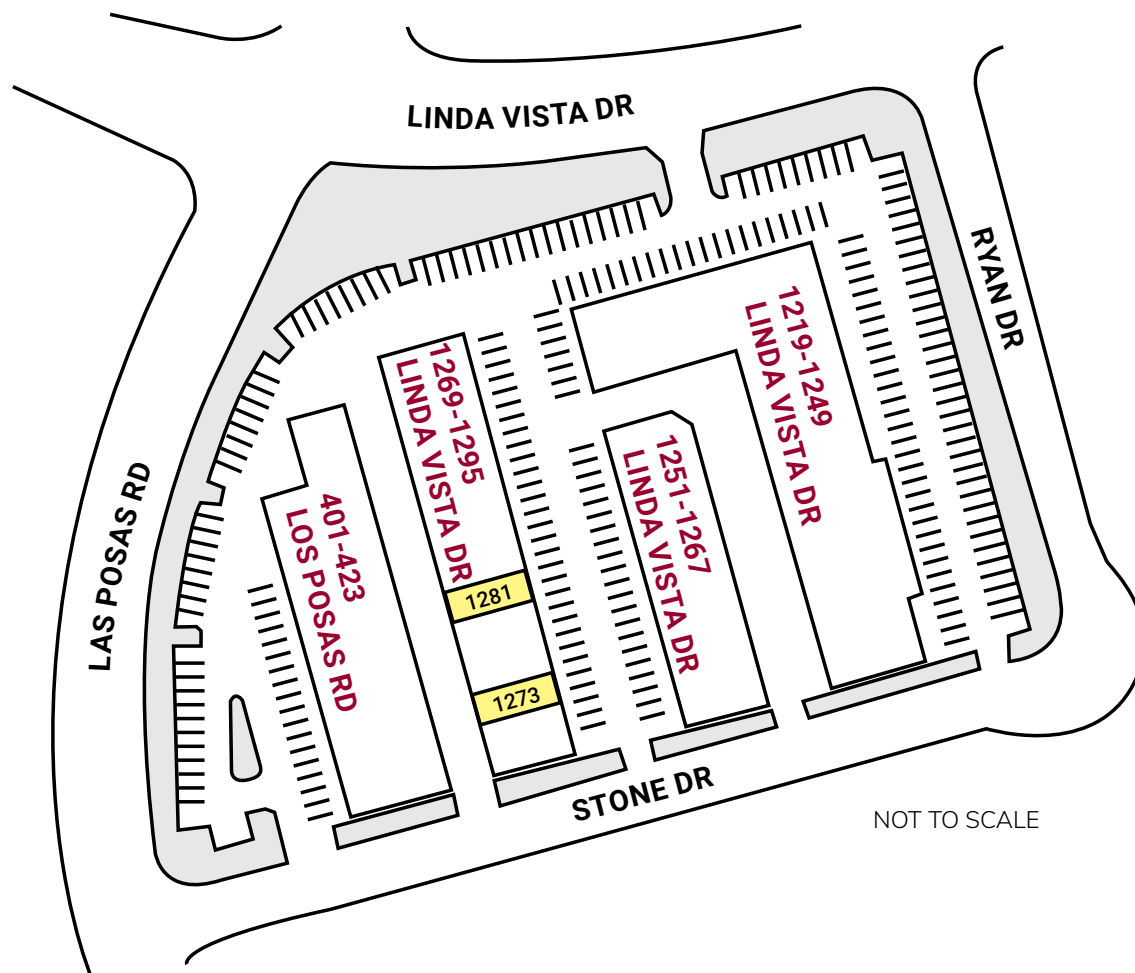 LINDA VISTA DR
RYAN DR
1219-1249
LINDA VISTA DR
1269-1295
LINDA VISTA DR
1251-1267
LINDA VISTA DR
401-423
LOS POSAS RD
LAS POSAS RD
1281
1273
STONE DR
NOT TO SCALE